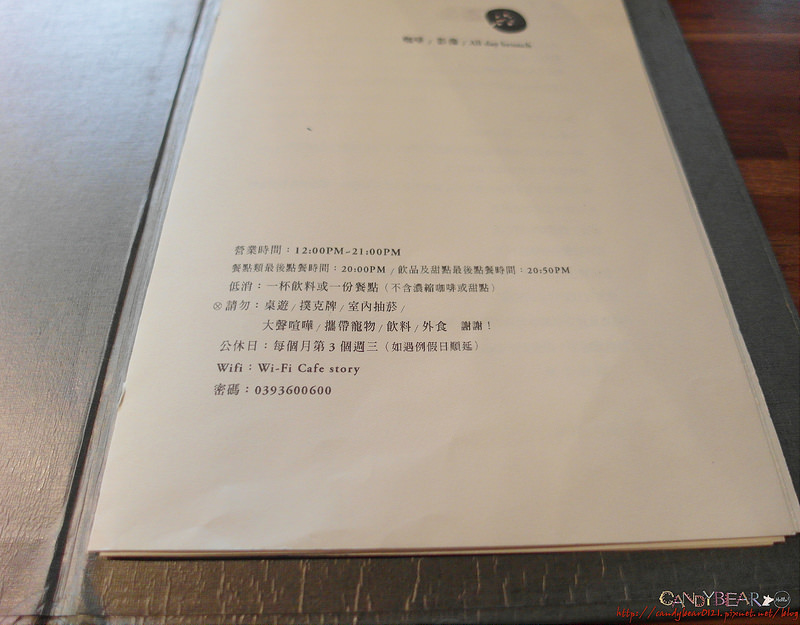 咖啡 / 影像 / All day brunch
營業時間：12:00PM~21:00PM
餐點類最後點餐時間：20:00PM / 飲品及甜點最後點餐時間：20:50PM
低消：一杯飲料或一份餐點（不含濃縮咖啡或甜點）
⊗請勿：桌遊 / 撲克牌 / 室內抽菸 /
大聲喧嘩 / 攜帶寵物 / 飲料 / 外食 謝謝！
公休日：每個月第3個週三（如遇例假日順延）
Wifi：Wi-Fi Cafe story
密碼：0393600600
CANDYBEAR Hello!
http://candybear0121.pixnet.net/blog